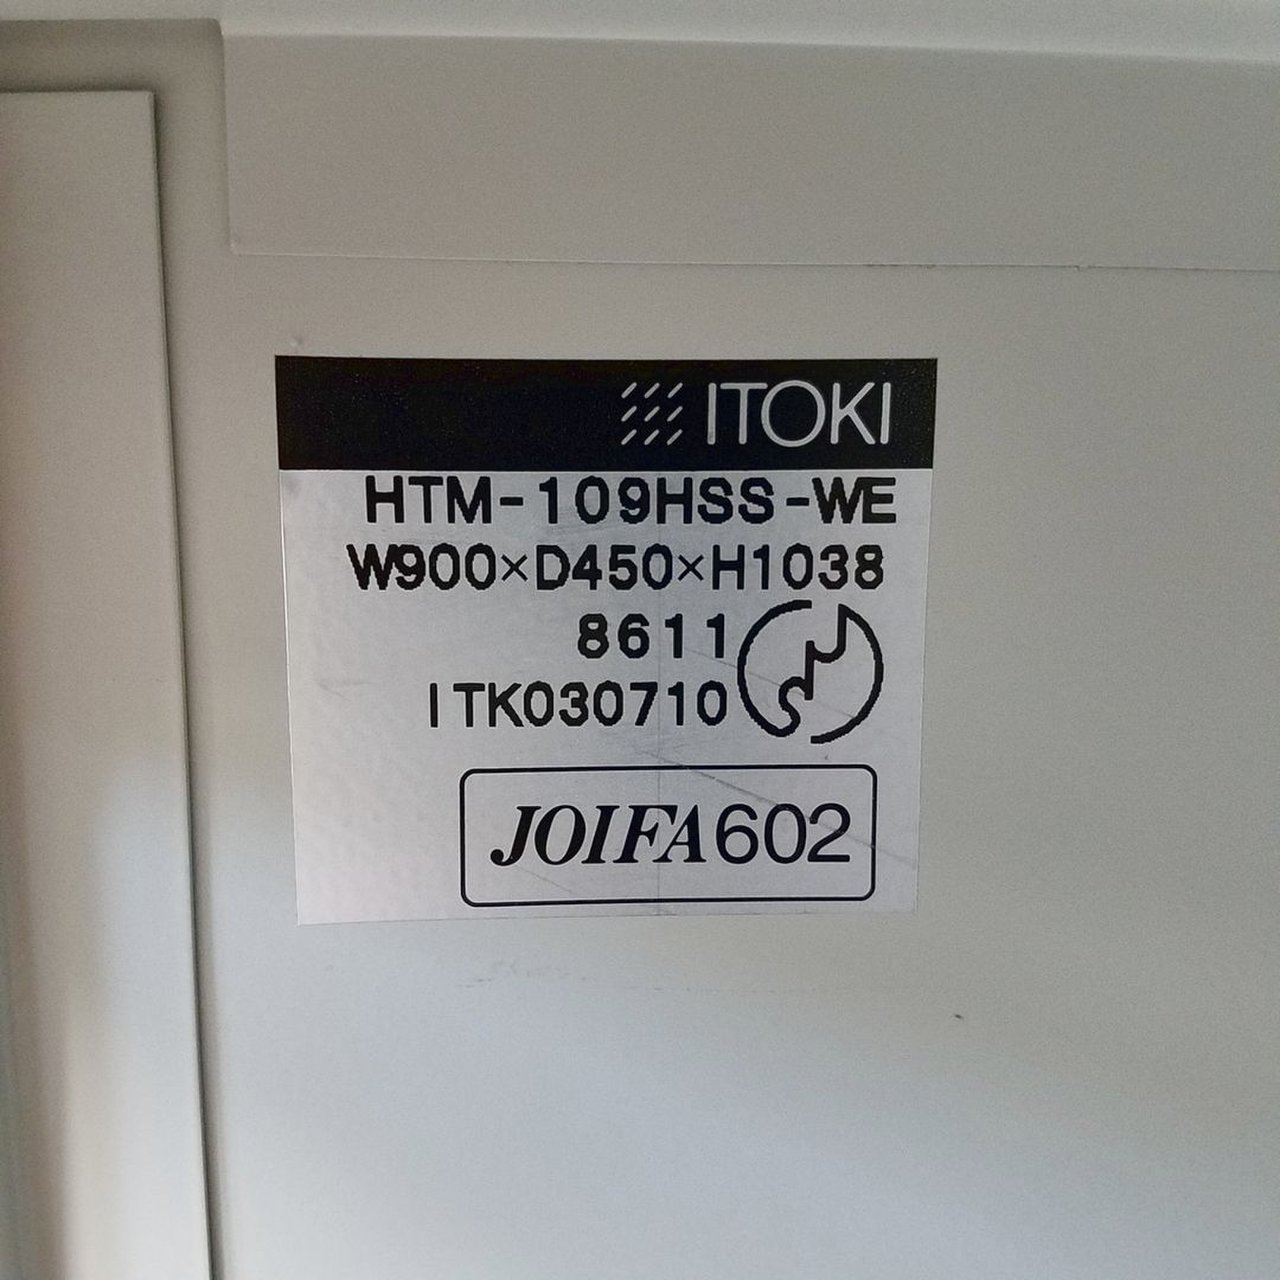 ITOKI
HTM-109HSS-WE
W900×D450×H1038
8611
ITK030710
JOIFA602